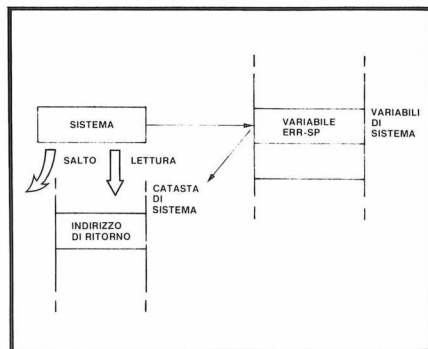 SISTEMA
VARIABILE
ERR-SP
VARIABILI
DI
SISTEMA
SALTO
LETTURA
CATASTA
DI
SISTEMA
INDIRIZZO
DI RITORNO